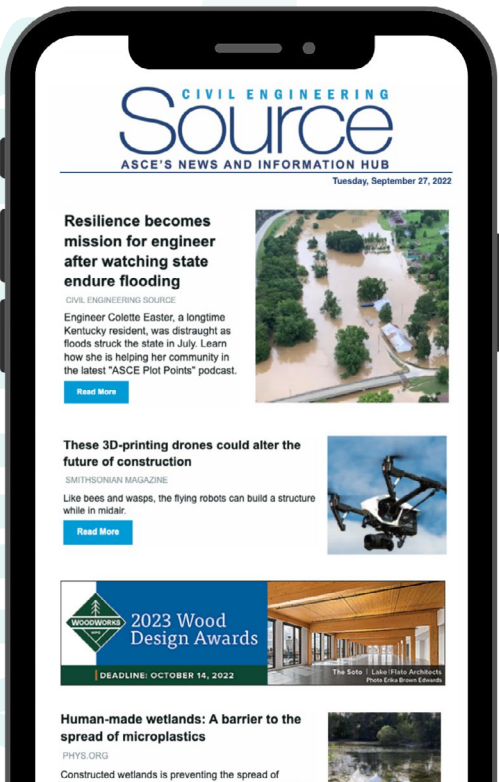 CIVIL ENGINEERING
Source
ASCE'S NEWS AND INFORMATION HUB
Tuesday, September 27, 2022
Resilience becomes
mission for engineer
after watching state
endure flooding
CIVIL ENGINEERING SOURCE
Engineer Colette Easter, a longtime
Kentucky resident, was distraught as
floods struck the state in July. Learn
how she is helping her community in
the latest "ASCE Plot Points" podcast.
Read More
These 3D-printing drones could alter the
future of construction
SMITHSONIAN MAGAZINE
Like bees and wasps, the flying robots can build a structure
while in midair.
Read More
WOODWORKS
2023 Wood
Design Awards
DEADLINE: OCTOBER 14, 2022
The Soto | Lake|Flato Architects
Photo Erika Brown Edwards
Human-made wetlands: A barrier to the
spread of microplastics
PHYS.ORG
Constructed wetlands is preventing the spread of